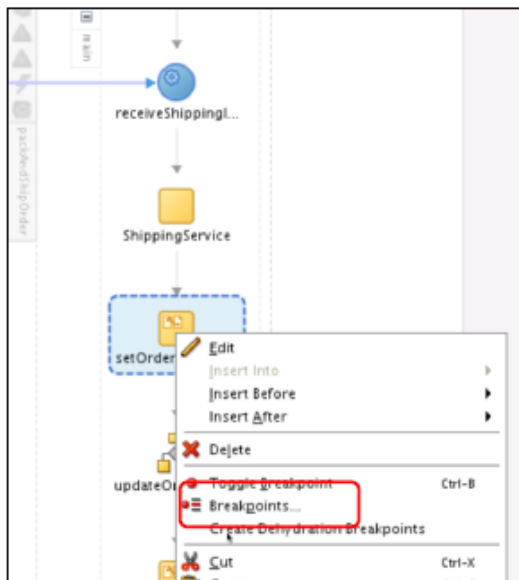 main
receiveShippingI...
packAndShipOrder
ShippingService
setOrder
Edit
Insert Into
Insert Before
Insert After
Delete
updateO
Toggle Breakpoint Ctrl-B
Breakpoints...
Create Dehydration Breakpoints
Cut Ctrl-X